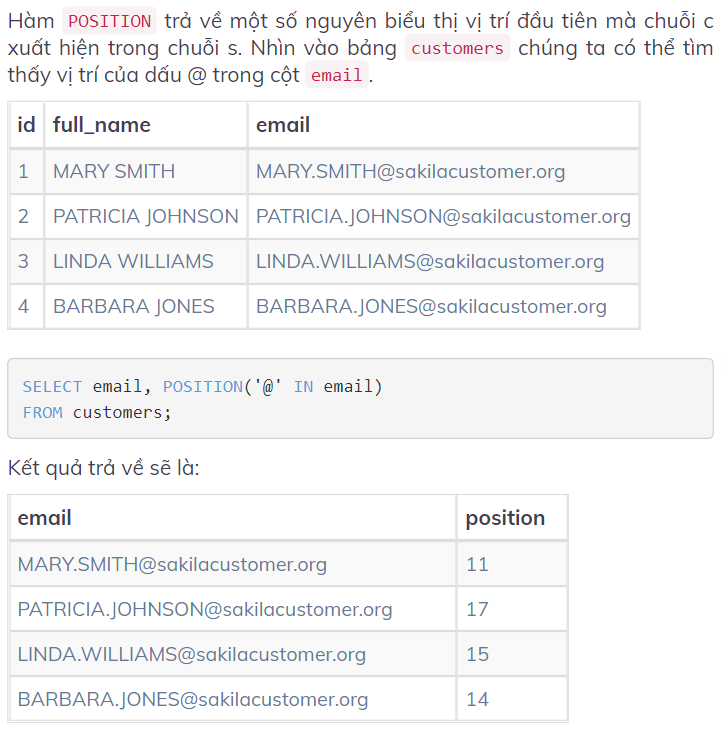 Hàm POSITION trả về một số nguyên biểu thị vị trí đầu tiên mà chuỗi c
xuất hiện trong chuỗi s. Nhìn vào bảng customers chúng ta có thể tìm
thấy vị trí của dấu @ trong cột email.
id full_name email
1 MARY SMITH MARY.SMITH@sakilacustomer.org
2 PATRICIA JOHNSON PATRICIA.JOHNSON@sakilacustomer.org
3 LINDA WILLIAMS LINDA.WILLIAMS@sakilacustomer.org
4 BARBARA JONES BARBARA.JONES@sakilacustomer.org
SELECT email, POSITION('@' IN email)
FROM customers;
Kết quả trả về sẽ là:
email position
MARY.SMITH@sakilacustomer.org 11
PATRICIA.JOHNSON@sakilacustomer.org 17
LINDA.WILLIAMS@sakilacustomer.org 15
BARBARA.JONES@sakilacustomer.org 14